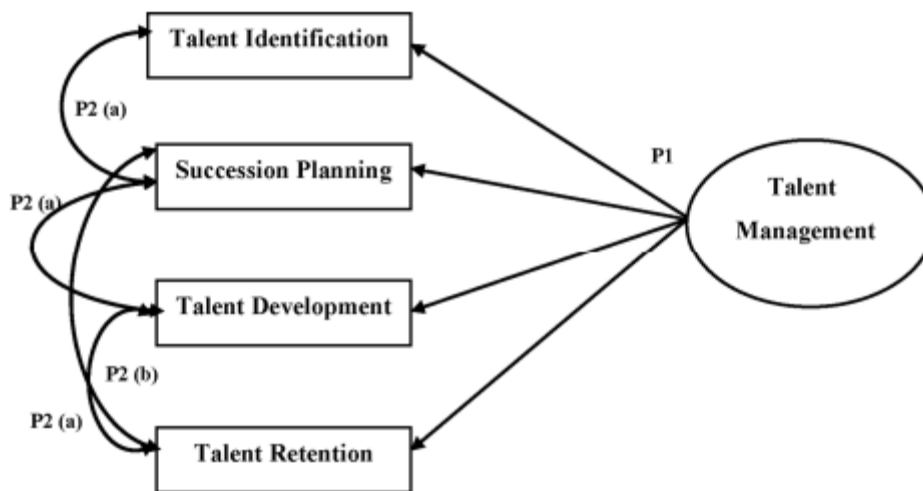 Talent Identification
P2 (a)
P1
Succession Planning
Talent
Management
P2 (a)
Talent Development
P2 (b)
P2 (a)
Talent Retention